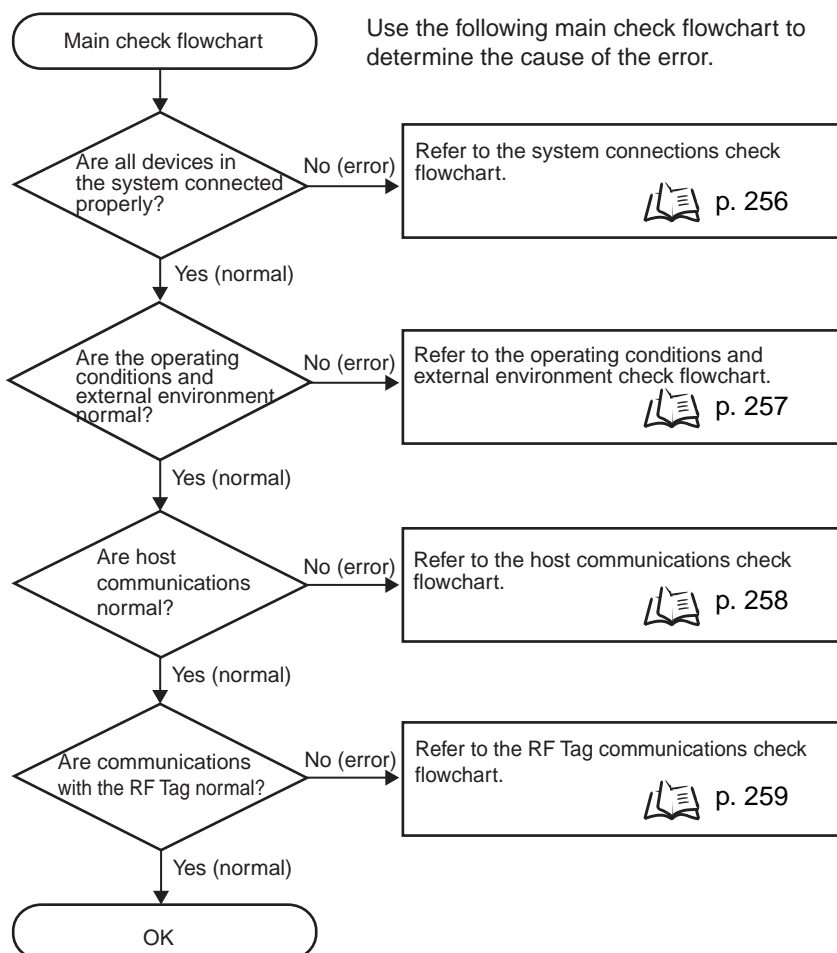 Main check flowchart
Use the following main check flowchart to
determine the cause of the error.
Are all devices in
the system connected
properly?
No (error)
Refer to the system connections check
flowchart.
p. 256
Yes (normal)
Are the operating
conditions and
external environment
normal?
No (error)
Refer to the operating conditions and
external environment check flowchart.
p. 257
Yes (normal)
Are host
communications
normal?
No (error)
Refer to the host communications check
flowchart.
p. 258
Yes (normal)
Are communications
with the RF Tag normal?
No (error)
Refer to the RF Tag communications check
flowchart.
p. 259
Yes (normal)
OK